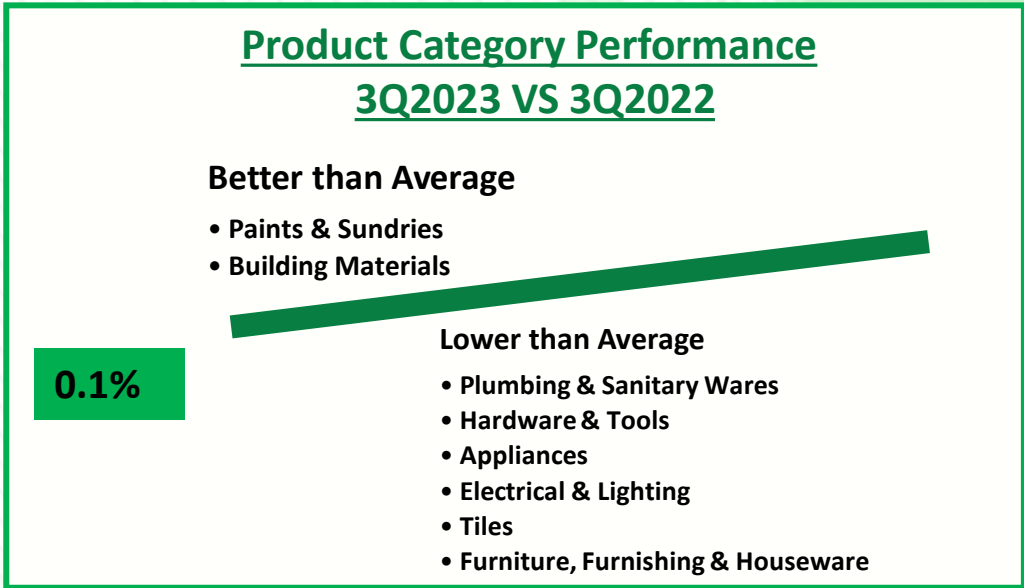 Product Category Performance
3Q2023 VS 3Q2022
Better than Average
• Paints & Sundries
• Building Materials
Lower than Average
0.1%
• Plumbing & Sanitary Wares
• Hardware & Tools
• Appliances
• Electrical & Lighting
• Tiles
• Furniture, Furnishing & Houseware